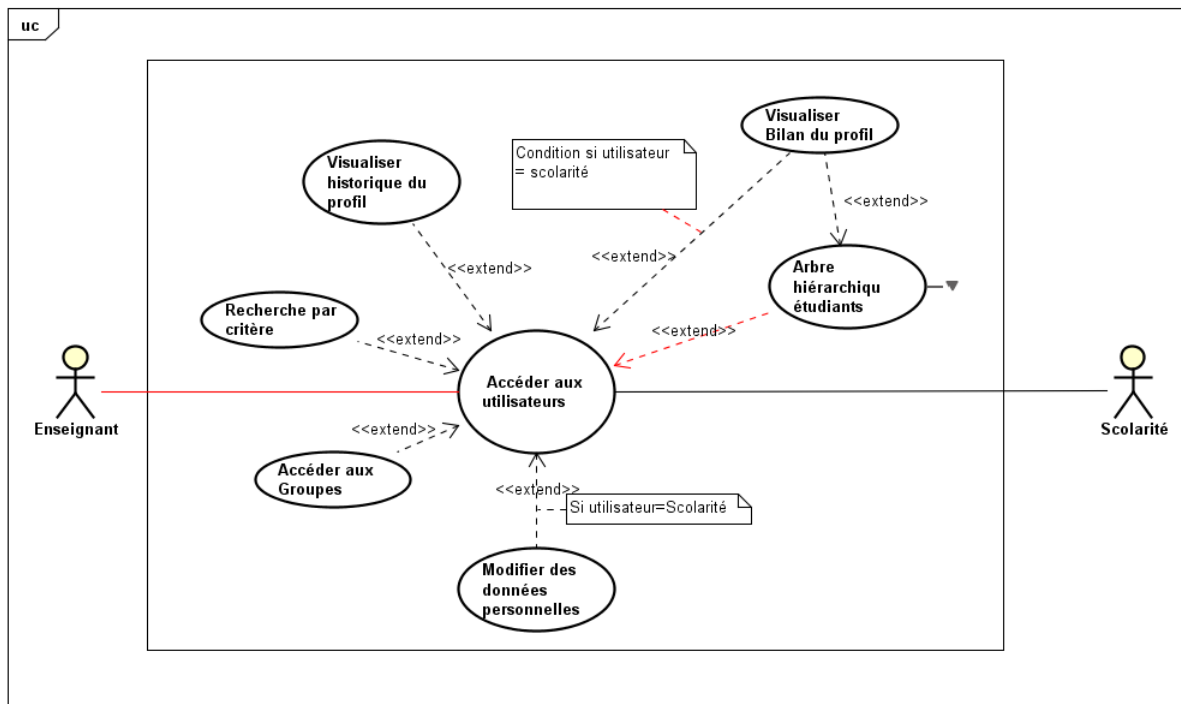 uc
Visualiser
Bilan du profil
Condition si utilisateur
= scolarité
Visualiser
historique du
profil
<<extend>>
<<extend>>
<<extend>>
Arbre
hiérarchiqu
étudiants
Recherche par
critère
<<extend>>
<<extend>>
Accéder aux
utilisateurs
Enseignant
Scolarité
<<extend>>
Accéder aux
Groupes
<<extend>>
Si utilisateur=Scolarité
Modifier des
données
personnelles